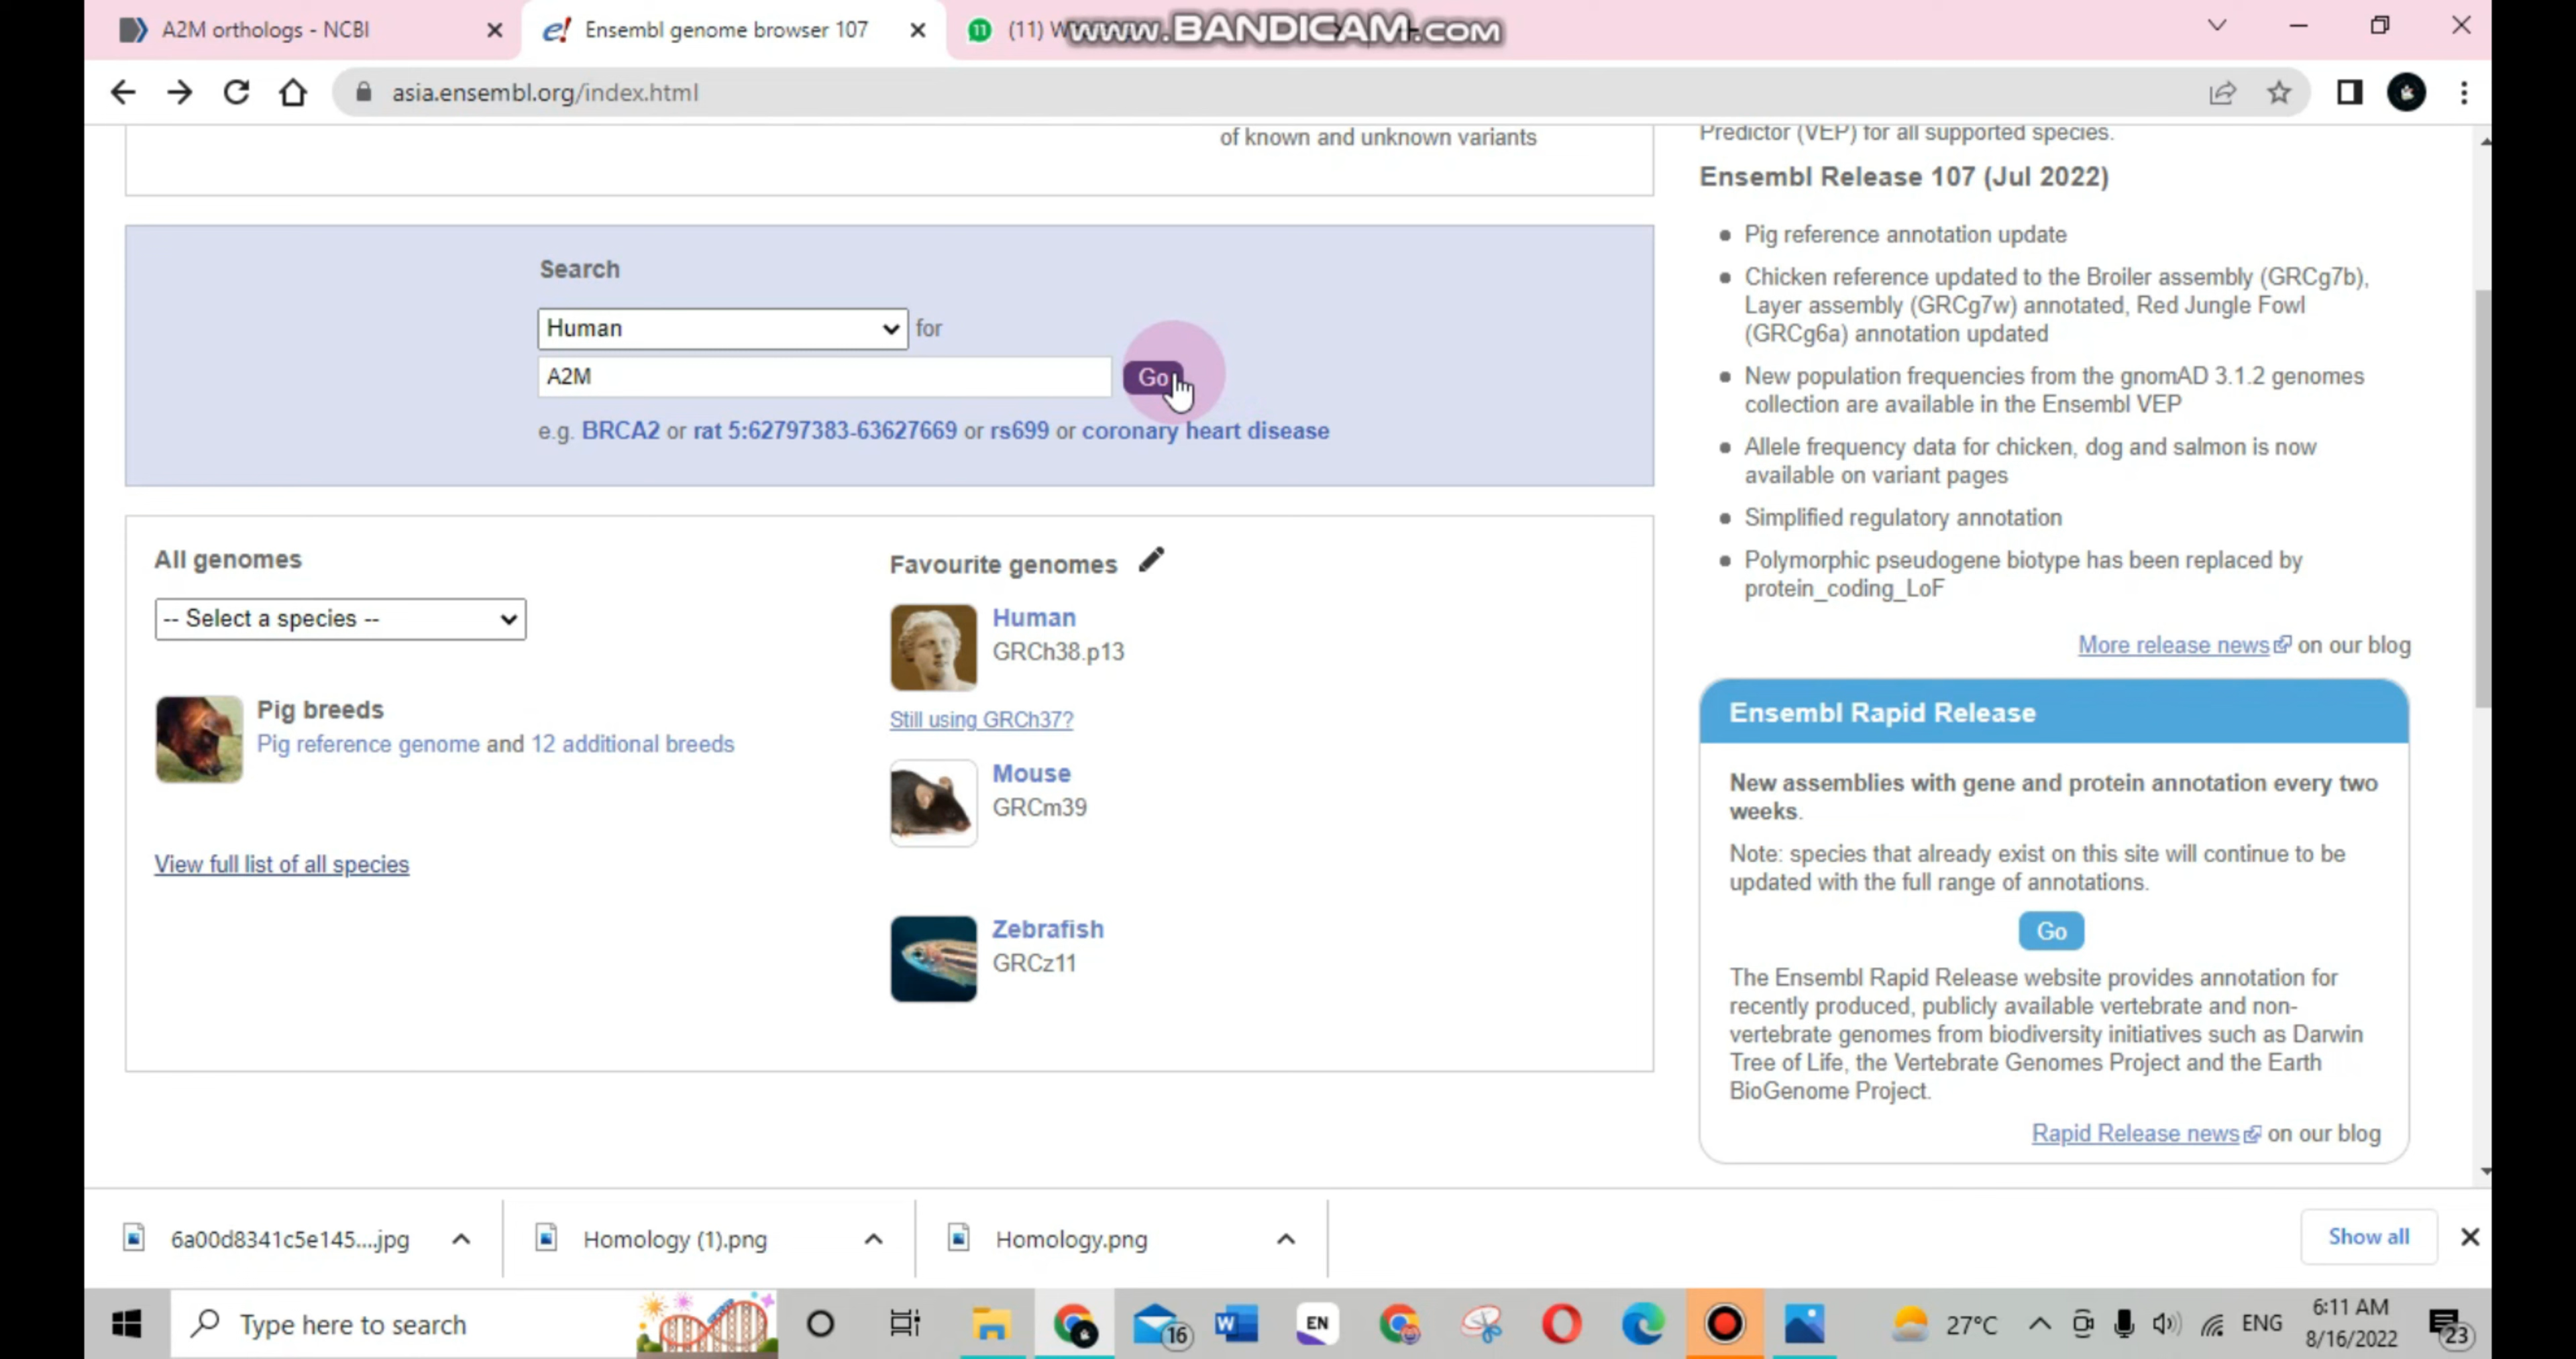 A2M orthologs - NCBI
Ensembl genome browser 107
11
(11) W
www.BANDICAM.com
asia.ensembl.org/index.html
of known and unknown variants
Search
Human
for
A2M
Go
e.g. BRCA2 or rat 5:62797383-63627669 or rs699 or coronary heart disease
All genomes
-- Select a species --
Pig breeds
Pig reference genome and 12 additional breeds
View full list of all species
Favourite genomes
Human
GRCh38.p13
Still using GRCh37?
Mouse
GRCm39
Zebrafish
GRCz11
Predictor (VEP) for all supported species.
Ensembl Release 107 (Jul 2022)
Pig reference annotation update
Chicken reference updated to the Broiler assembly (GRCg7b),
Layer assembly (GRCg7w) annotated, Red Jungle Fowl
(GRCg6a) annotation updated
New population frequencies from the gnomAD 3.1.2 genomes
collection are available in the Ensembl VEP
Allele frequency data for chicken, dog and salmon is now
available on variant pages
Simplified regulatory annotation
Polymorphic pseudogene biotype has been replaced by
protein_coding_LoF
More release news on our blog
Ensembl Rapid Release
New assemblies with gene and protein annotation every two
weeks.
Note: species that already exist on this site will continue to be
updated with the full range of annotations.
Go
The Ensembl Rapid Release website provides annotation for
recently produced, publicly available vertebrate and non-
vertebrate genomes from biodiversity initiatives such as Darwin
Tree of Life, the Vertebrate Genomes Project and the Earth
BioGenome Project.
Rapid Release news on our blog
6a00d8341c5e145....jpg
Homology (1).png
Homology.png
Show all
Type here to search
16
W
EN
27°C
ENG
6:11 AM
8/16/2022
23